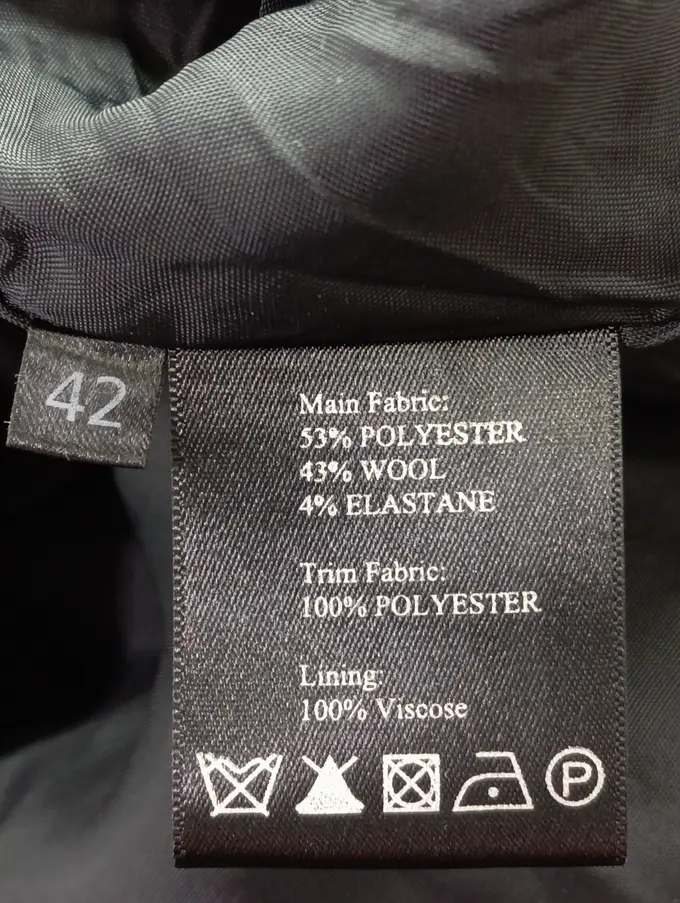 42
Main Fabric:
53% POLYESTER
43% WOOL
4% ELASTANE
Trim Fabric:
100% POLYESTER
Lining:
100% Viscose
P